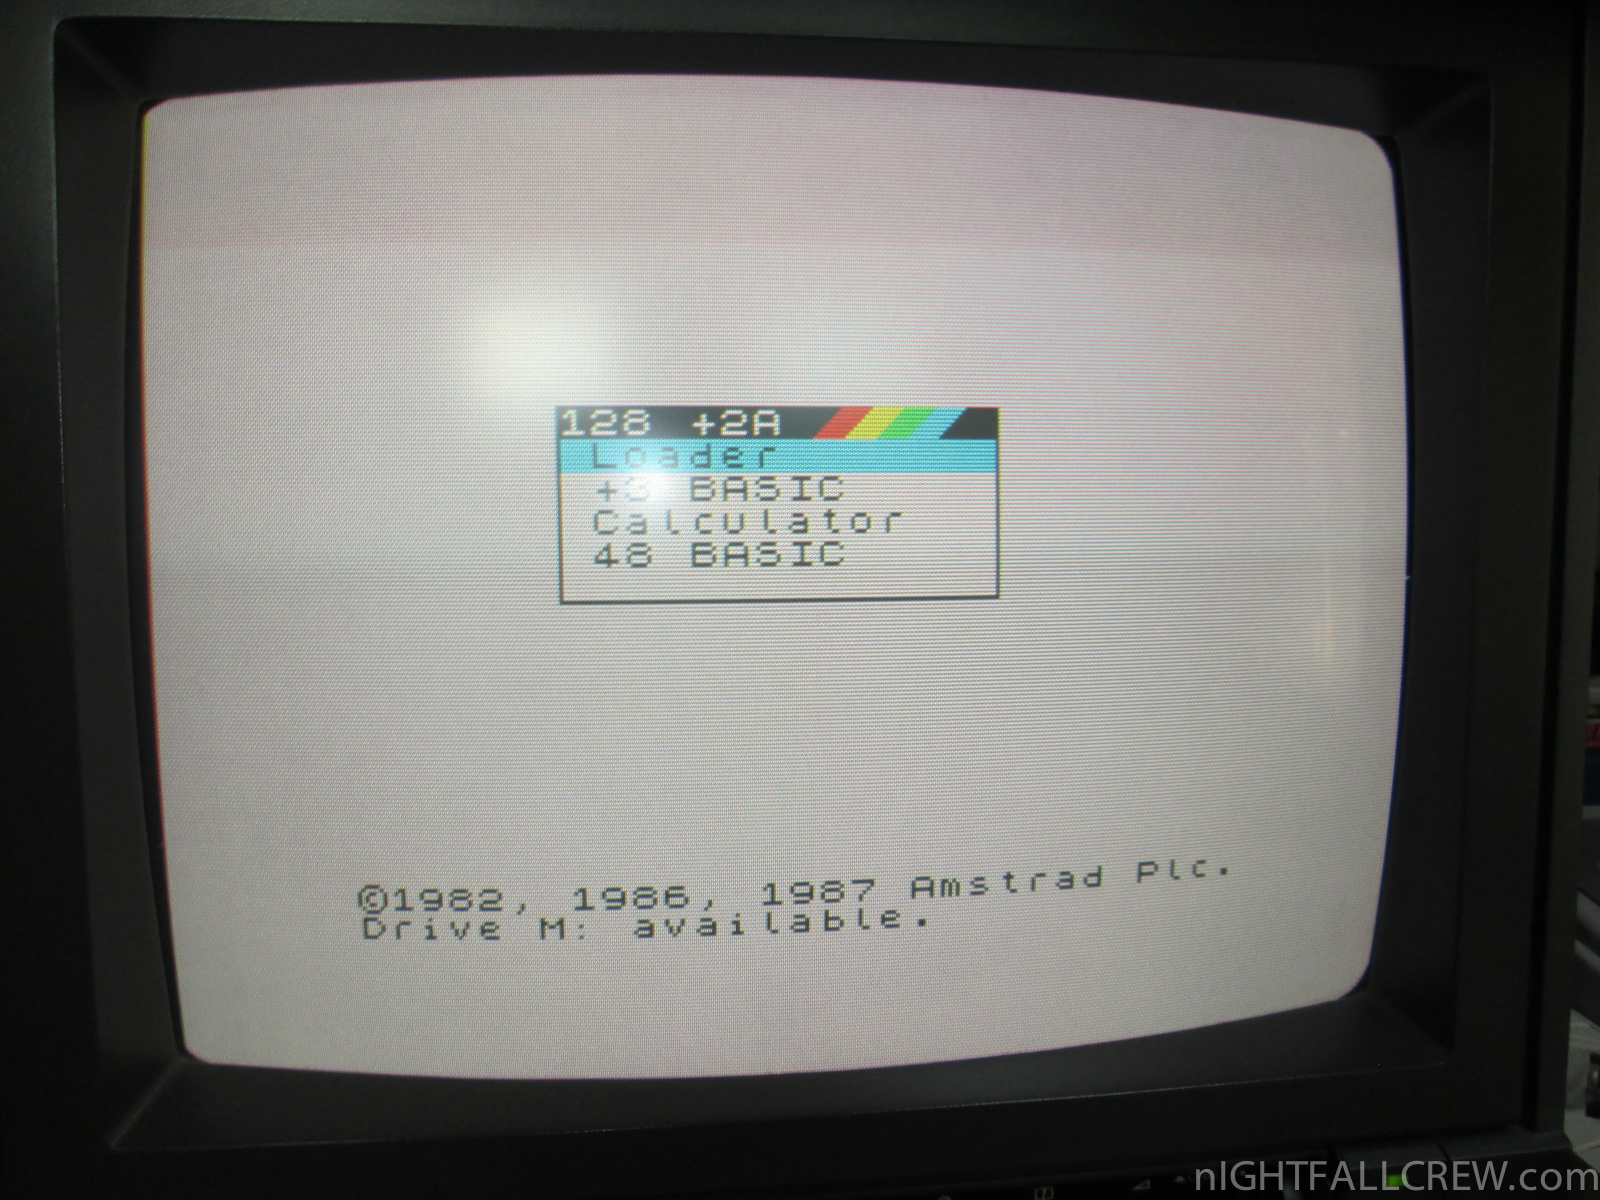 128 +2A
Loader
+3 BASIC
Calculator
48 BASIC
©1982, 1986, 1987 Amstrad Plc.
Drive M: available.
nIGHTFALLCREW.com